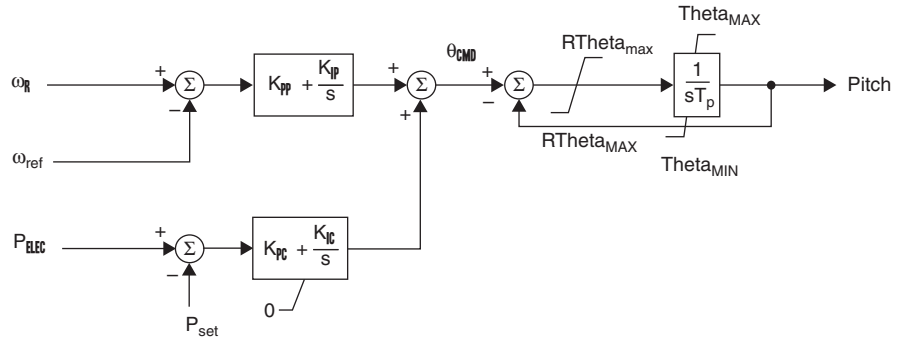 Theta_MAX
θ_CMD
RTheta_max
ω_R
+
Σ
−
K_PP + K_IP/s
+
Σ
+
+
Σ
−
1/sT_p
Pitch
RTheta_MAX
Theta_MIN
ω_ref
P_ELEC
+
Σ
−
K_PC + K_IC/s
0
P_set